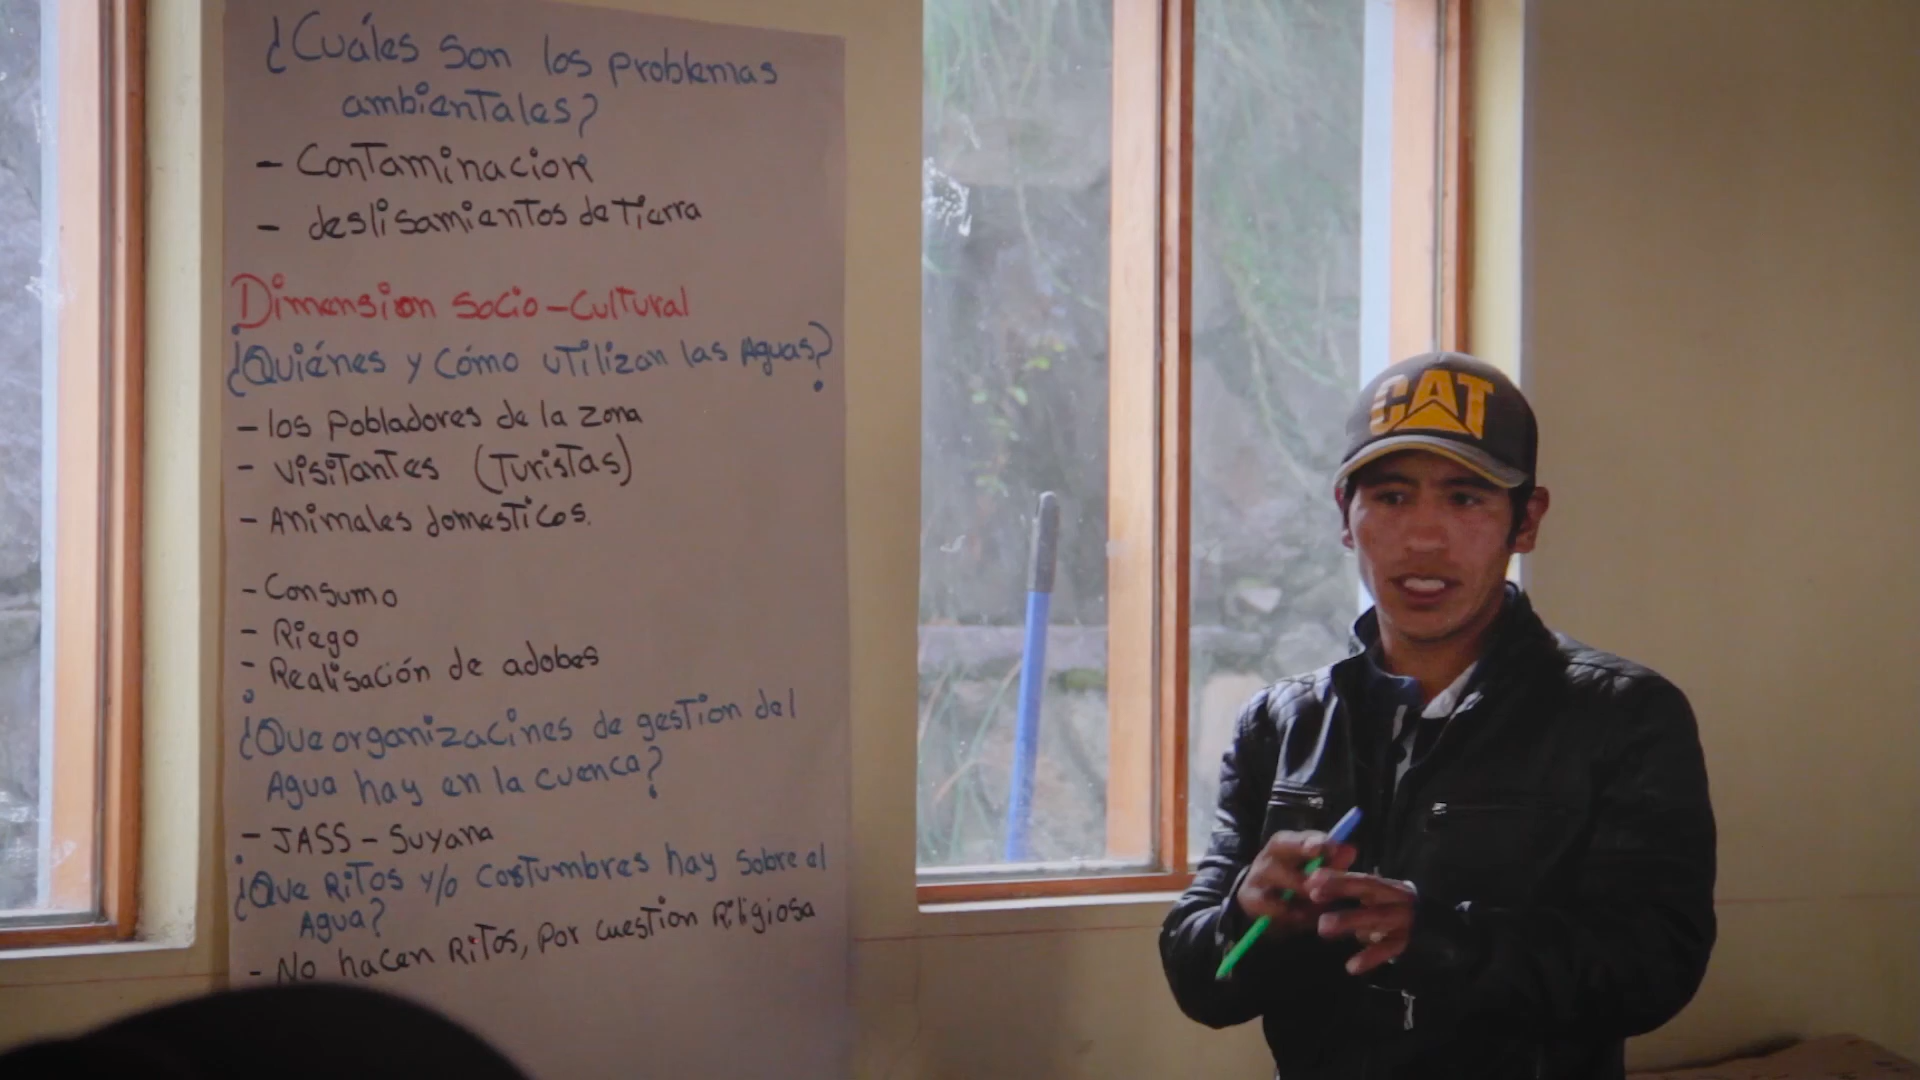 ¿Cuáles son los problemas
ambientales?
- Contaminacion
- deslisamientos de tierra
Dimension socio-cultural
¿Quiénes y cómo utilizan las Aguas?
- los pobladores de la zona
- visitantes (Turistas)
- Animales domesticos.
- Consumo
- Riego
- Realisación de adobes
¿Que organizacines de gestion del
Agua hay en la cuenca?
- JASS - Suyana
¿Que Ritos y/o costumbres hay sobre el
Agua?
- No hacen Ritos, por cuestion Religiosa
CAT